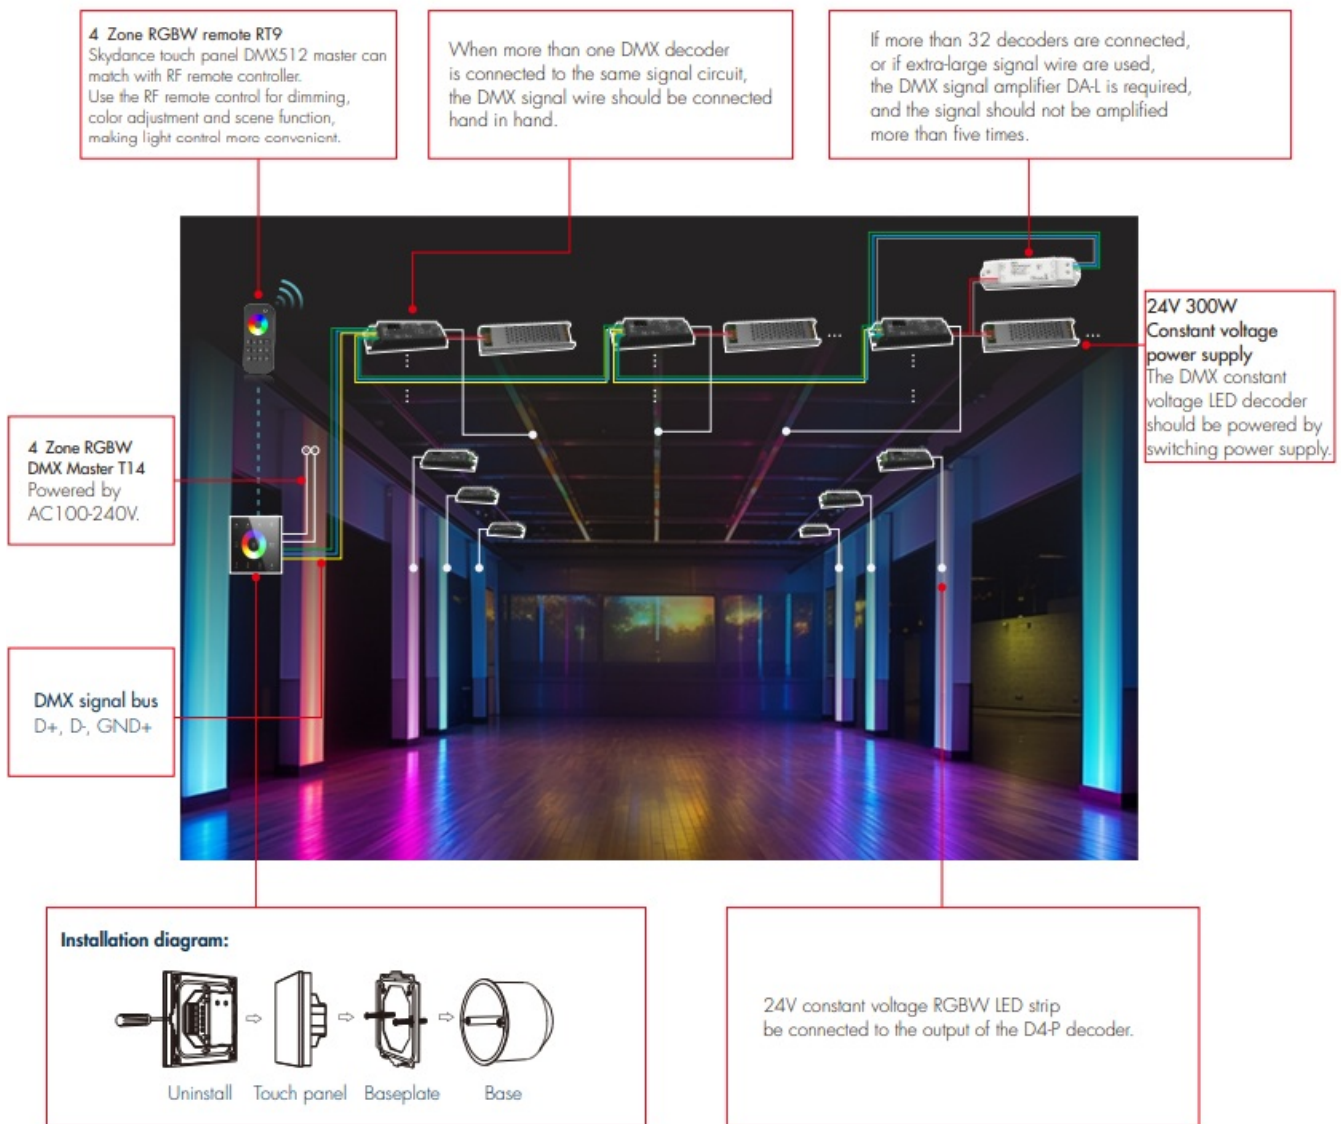 4 Zone RGBW remote RT9
Skydance touch panel DMX512 master can
match with RF remote controller.
Use the RF remote control for dimming,
color adjustment and scene function,
making light control more convenient.
When more than one DMX decoder
is connected to the same signal circuit,
the DMX signal wire should be connected
hand in hand.
If more than 32 decoders are connected,
or if extra-large signal wire are used,
the DMX signal amplifier DA-L is required,
and the signal should not be amplified
more than five times.
24V 300W
Constant voltage
power supply
The DMX constant
voltage LED decoder
should be powered by
switching power supply.
4 Zone RGBW
DMX Master T14
Powered by
AC100-240V.
DMX signal bus
D+, D-, GND+
Installation diagram:
Uninstall Touch panel Baseplate Base
24V constant voltage RGBW LED strip
be connected to the output of the D4-P decoder.